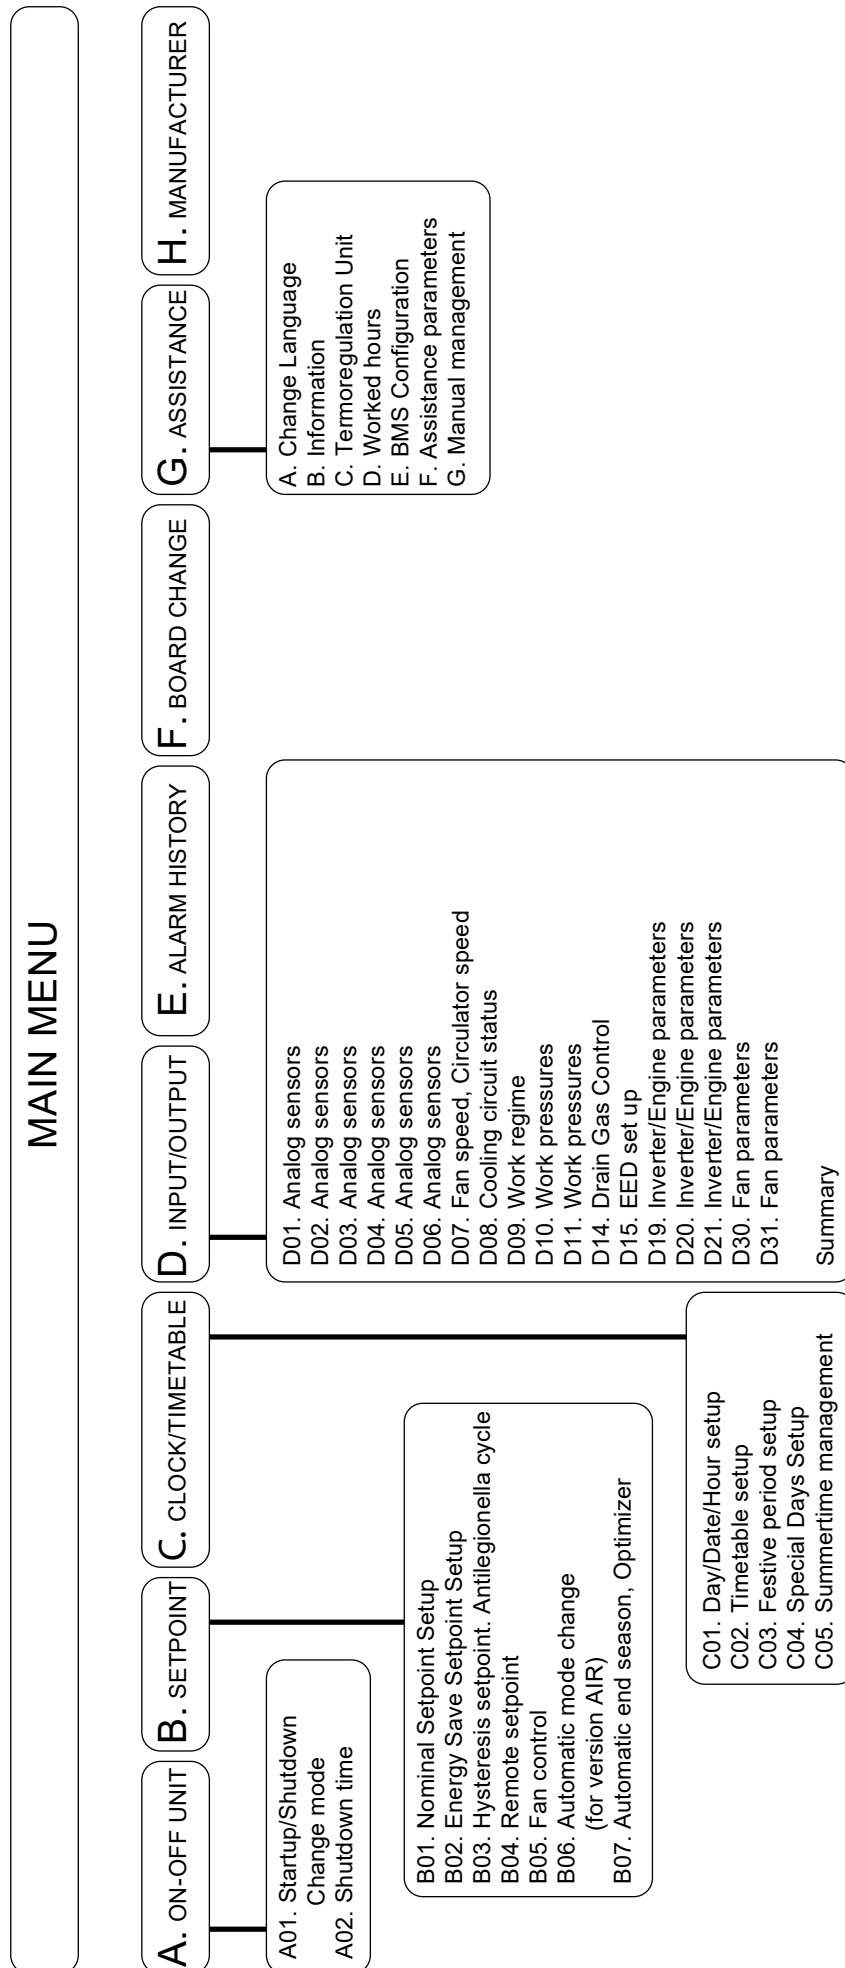 MAIN MENU
A. ON-OFF UNIT
B. SETPOINT
C. CLOCK/TIMETABLE
D. INPUT/OUTPUT
E. ALARM HISTORY
F. BOARD CHANGE
G. ASSISTANCE
H. MANUFACTURER
A01. Startup/Shutdown
Change mode
A02. Shutdown time
B01. Nominal Setpoint Setup
B02. Energy Save Setpoint Setup
B03. Hysteresis setpoint. Antilegionella cycle
B04. Remote setpoint
B05. Fan control
B06. Automatic mode change
(for version AIR)
B07. Automatic end season, Optimizer
C01. Day/Date/Hour setup
C02. Timetable setup
C03. Festive period setup
C04. Special Days Setup
C05. Summertime management
D01. Analog sensors
D02. Analog sensors
D03. Analog sensors
D04. Analog sensors
D05. Analog sensors
D06. Analog sensors
D07. Fan speed, Circulator speed
D08. Cooling circuit status
D09. Work regime
D10. Work pressures
D11. Work pressures
D14. Drain Gas Control
D15. EED set up
D19. Inverter/Engine parameters
D20. Inverter/Engine parameters
D21. Inverter/Engine parameters
D30. Fan parameters
D31. Fan parameters
Summary
A. Change Language
B. Information
C. Termoregulation Unit
D. Worked hours
E. BMS Configuration
F. Assistance parameters
G. Manual management